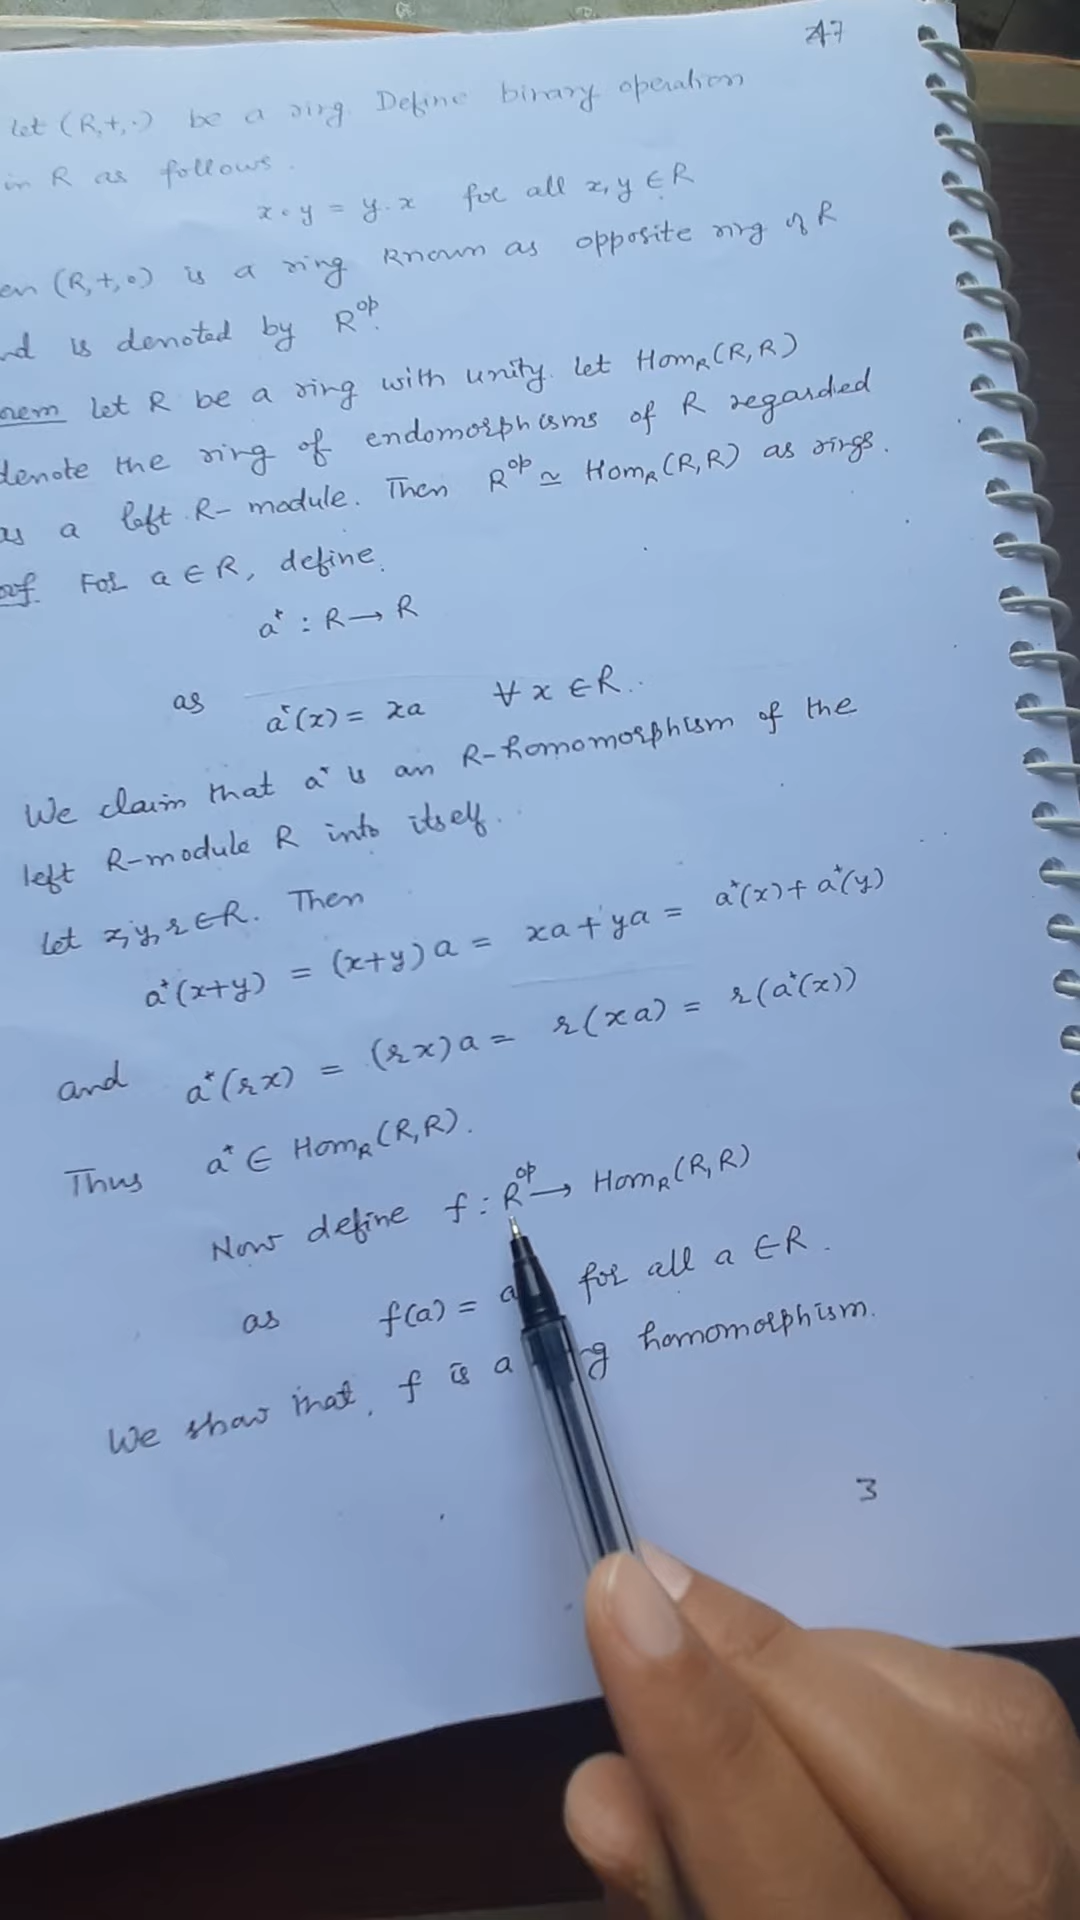 47
let (R,+,·) be a ring. Define binary operation
in R as follows.
x∘y = y·x for all x,y ∈ R
en (R,+,∘) is a ring known as opposite ring of R
nd is denoted by R^op.
orem Let R be a ring with unity. Let Hom_R(R,R)
denote the ring of endomorphisms of R regarded
as a left R-module. Then R^op ≃ Hom_R(R,R) as rings.
oof. For a ∈ R, define.
a* : R → R
as a*(x) = xa ∀ x ∈ R.
We claim that a* is an R-homomorphism of the
left R-module R into itself.
Let x,y,r ∈ R. Then
a*(x+y) = (x+y)a = xa+ya = a*(x)+a*(y)
and a*(rx) = (rx)a = r(xa) = r(a*(x))
Thus a* ∈ Hom_R(R,R).
Now define f : R^op → Hom_R(R,R)
as f(a) = a for all a ∈ R.
We show that, f is a g homomorphism.
3